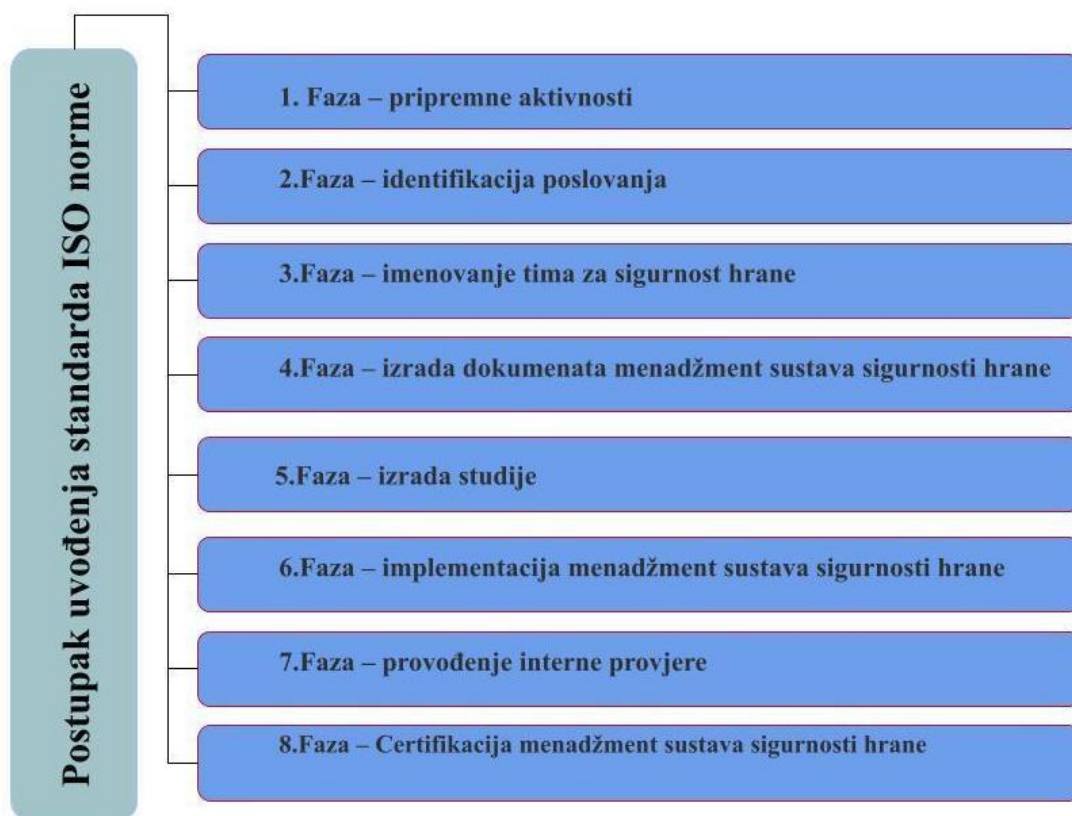 Postupak uvođenja standarda ISO norme
1. Faza – pripremne aktivnosti
2.Faza – identifikacija poslovanja
3.Faza – imenovanje tima za sigurnost hrane
4.Faza – izrada dokumenata menadžment sustava sigurnosti hrane
5.Faza – izrada studije
6.Faza – implementacija menadžment sustava sigurnosti hrane
7.Faza – provođenje interne provjere
8.Faza – Certifikacija menadžment sustava sigurnosti hrane